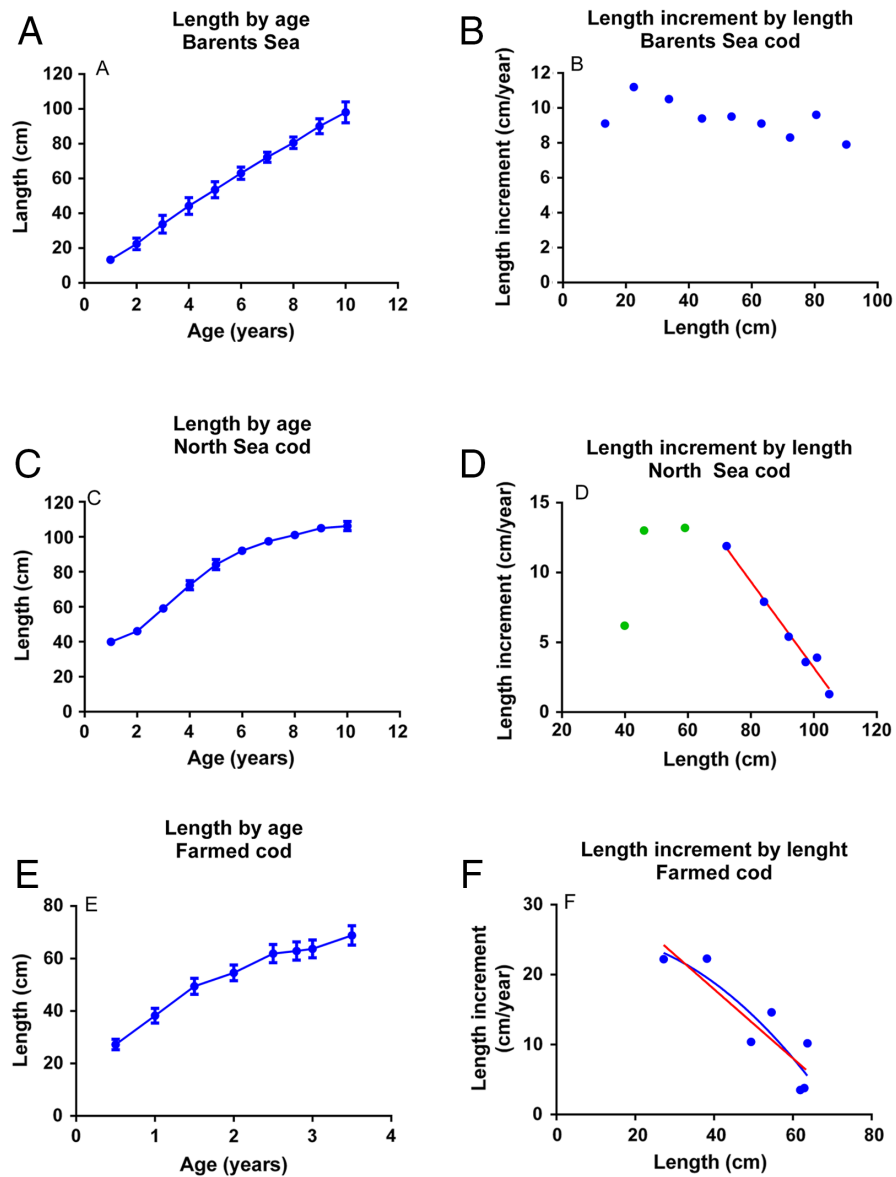 A
Length by age
Barents Sea
A
Langth (cm)
120
100
80
60
40
20
0
0 2 4 6 8 10 12
Age (years)
B
Length increment by length
Barents Sea cod
B
Length increment (cm/year)
12
10
8
6
4
2
0
0 20 40 60 80 100
Length (cm)
C
Length by age
North Sea cod
C
Length (cm)
120
100
80
60
40
20
0
0 2 4 6 8 10 12
Age (years)
D
Length increment by length
North Sea cod
D
Length increment (cm/year)
15
10
5
0
20 40 60 80 100 120
Length (cm)
E
Length by age
Farmed cod
E
Length (cm)
80
60
40
20
0
0 1 2 3 4
Age (years)
F
Length increment by lenght
Farmed cod
F
Length increment
(cm/year)
30
20
10
0
0 20 40 60 80
Length (cm)